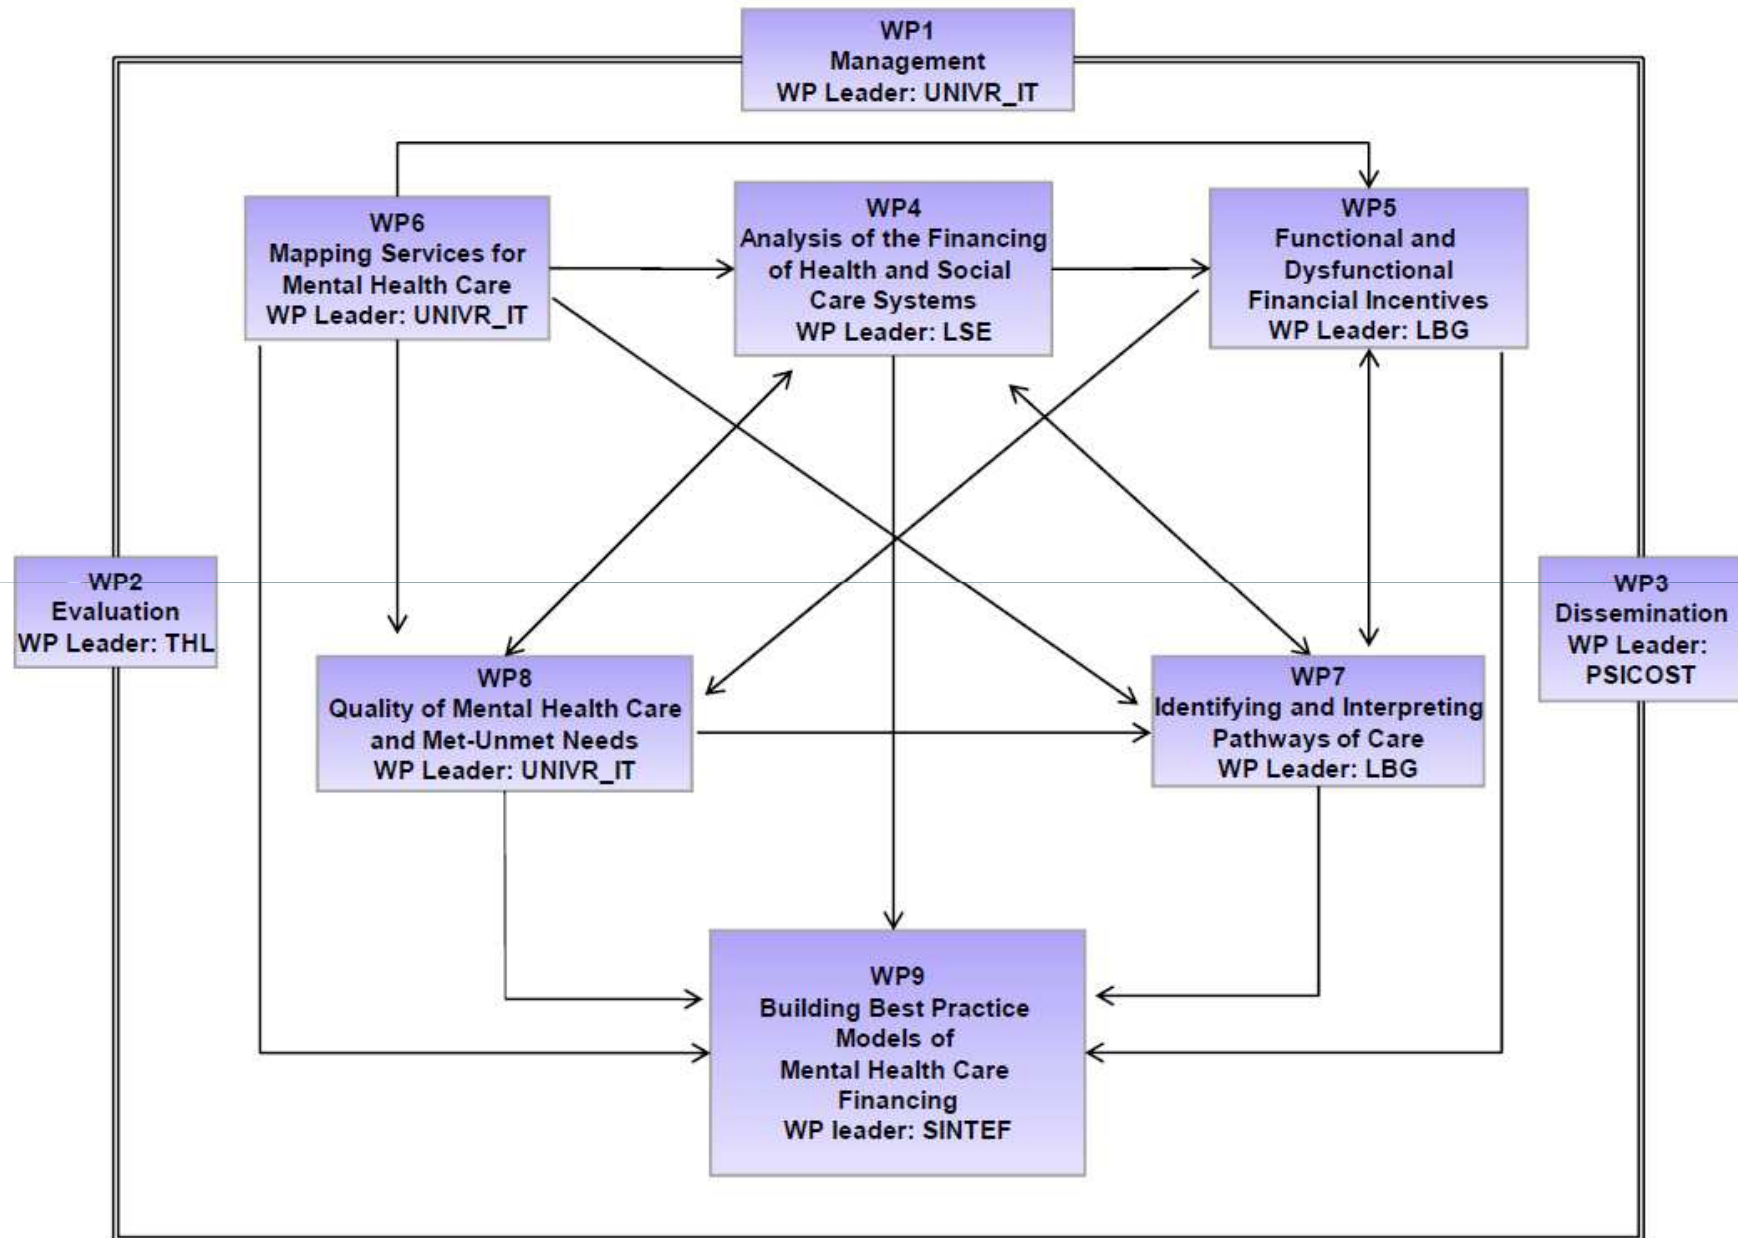 WP1
Management
WP Leader: UNIVR_IT
WP6
Mapping Services for
Mental Health Care
WP Leader: UNIVR_IT
WP4
Analysis of the Financing
of Health and Social
Care Systems
WP Leader: LSE
WP5
Functional and
Dysfunctional
Financial Incentives
WP Leader: LBG
WP2
Evaluation
WP Leader: THL
WP3
Dissemination
WP Leader:
PSICOST
WP8
Quality of Mental Health Care
and Met-Unmet Needs
WP Leader: UNIVR_IT
WP7
Identifying and Interpreting
Pathways of Care
WP Leader: LBG
WP9
Building Best Practice
Models of
Mental Health Care
Financing
WP leader: SINTEF